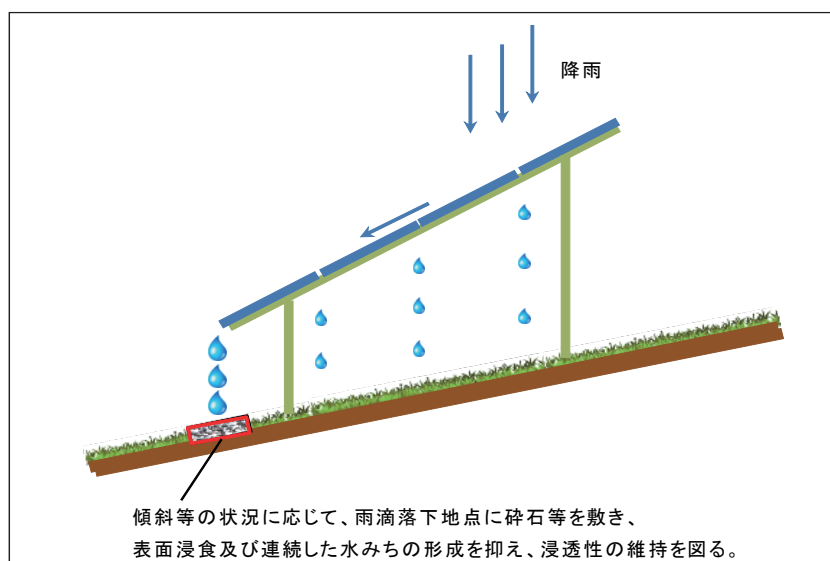 降雨
傾斜等の状況に応じて、雨滴落下地点に砕石等を敷き、
表面浸食及び連続した水みちの形成を抑え、浸透性の維持を図る。